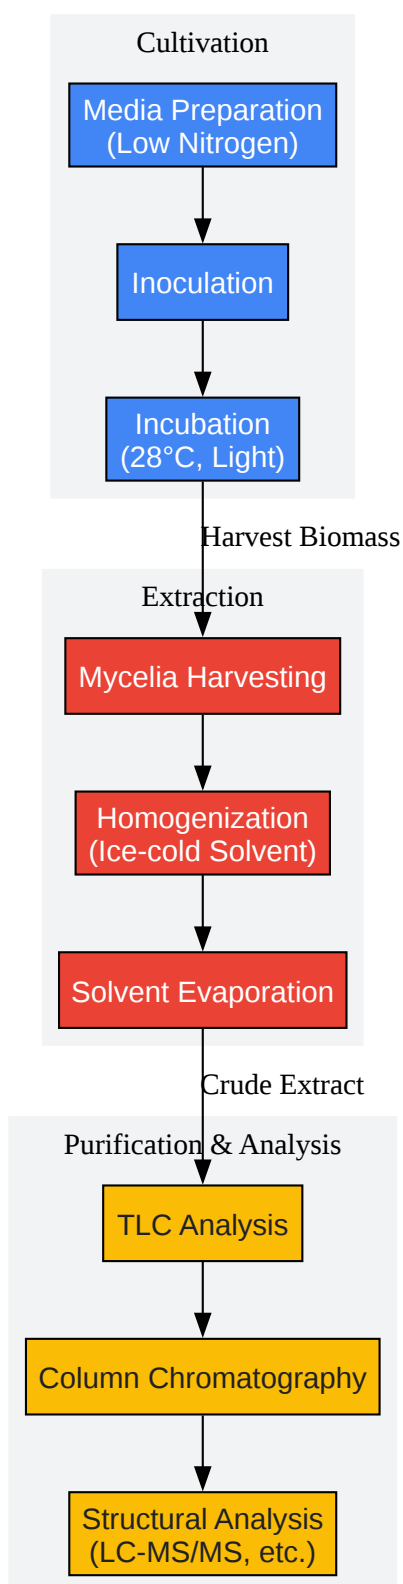 Cultivation
Media Preparation
(Low Nitrogen)
Inoculation
Incubation
(28°C, Light)
Harvest Biomass
Extraction
Mycelia Harvesting
Homogenization
(Ice-cold Solvent)
Solvent Evaporation
Crude Extract
Purification & Analysis
TLC Analysis
Column Chromatography
Structural Analysis
(LC-MS/MS, etc.)